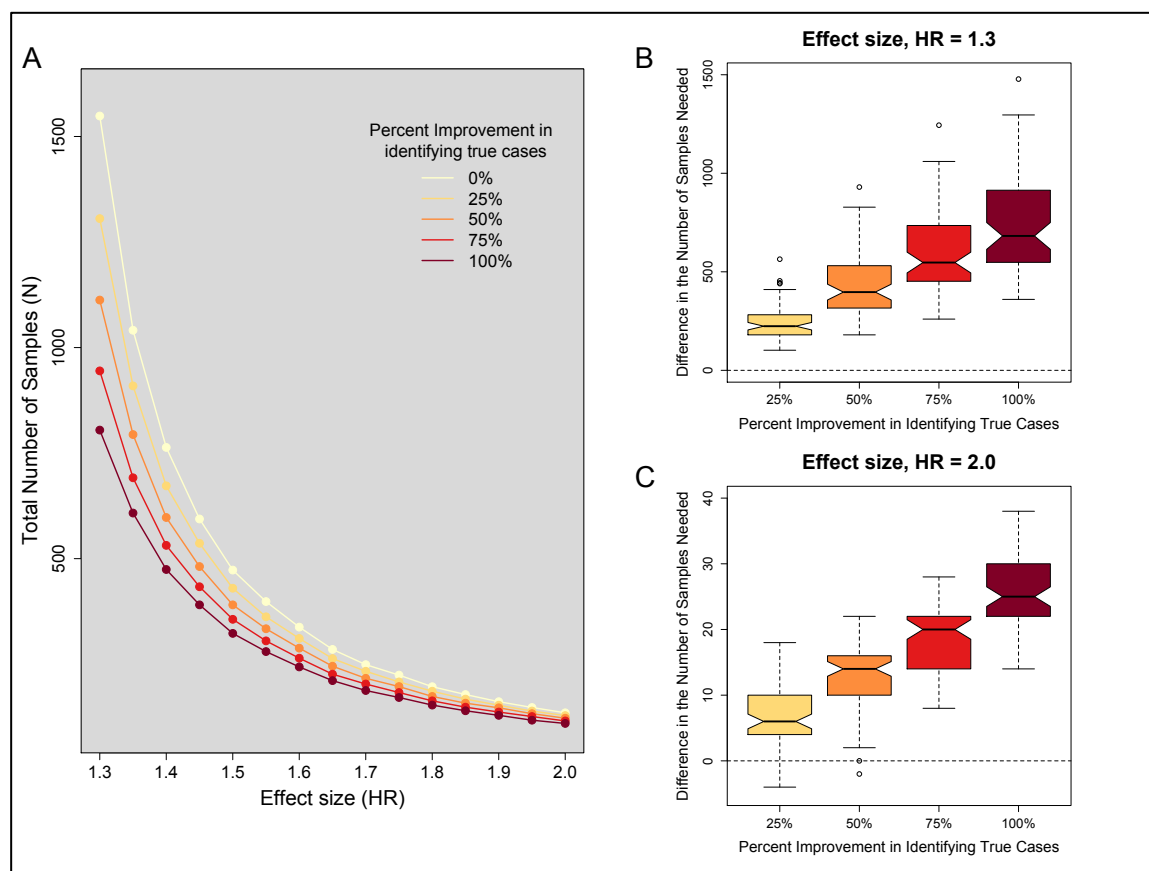 A
1500
1000
500
Total Number of Samples (N)
Percent Improvement in
identifying true cases
0%
25%
50%
75%
100%
1.3 1.4 1.5 1.6 1.7 1.8 1.9 2.0
Effect size (HR)
B
Effect size, HR = 1.3
Difference in the Number of Samples Needed
1500
1000
500
0
25% 50% 75% 100%
Percent Improvement in Identifying True Cases
C
Effect size, HR = 2.0
Difference in the Number of Samples Needed
40
30
20
10
0
25% 50% 75% 100%
Percent Improvement in Identifying True Cases